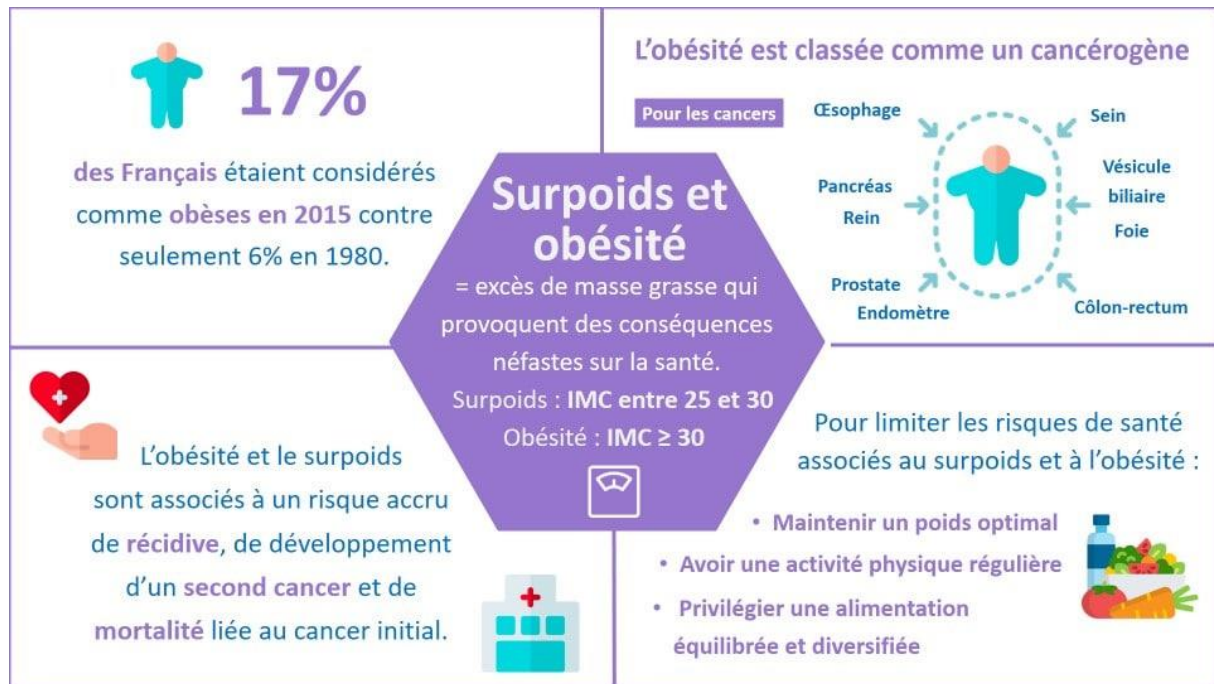 17%
des Français étaient considérés
comme obèses en 2015 contre
seulement 6% en 1980.
L'obésité est classée comme un cancérogène
Pour les cancers
Œsophage
Pancréas
Rein
Prostate
Endomètre
Sein
Vésicule
biliaire
Foie
Côlon-rectum
Surpoids et
obésité
= excès de masse grasse qui
provoquent des conséquences
néfastes sur la santé.
Surpoids : IMC entre 25 et 30
Obésité : IMC ≥ 30
L'obésité et le surpoids
sont associés à un risque accru
de récidive, de développement
d'un second cancer et de
mortalité liée au cancer initial.
Pour limiter les risques de santé
associés au surpoids et à l'obésité :
• Maintenir un poids optimal
• Avoir une activité physique régulière
• Privilégier une alimentation
équilibrée et diversifiée